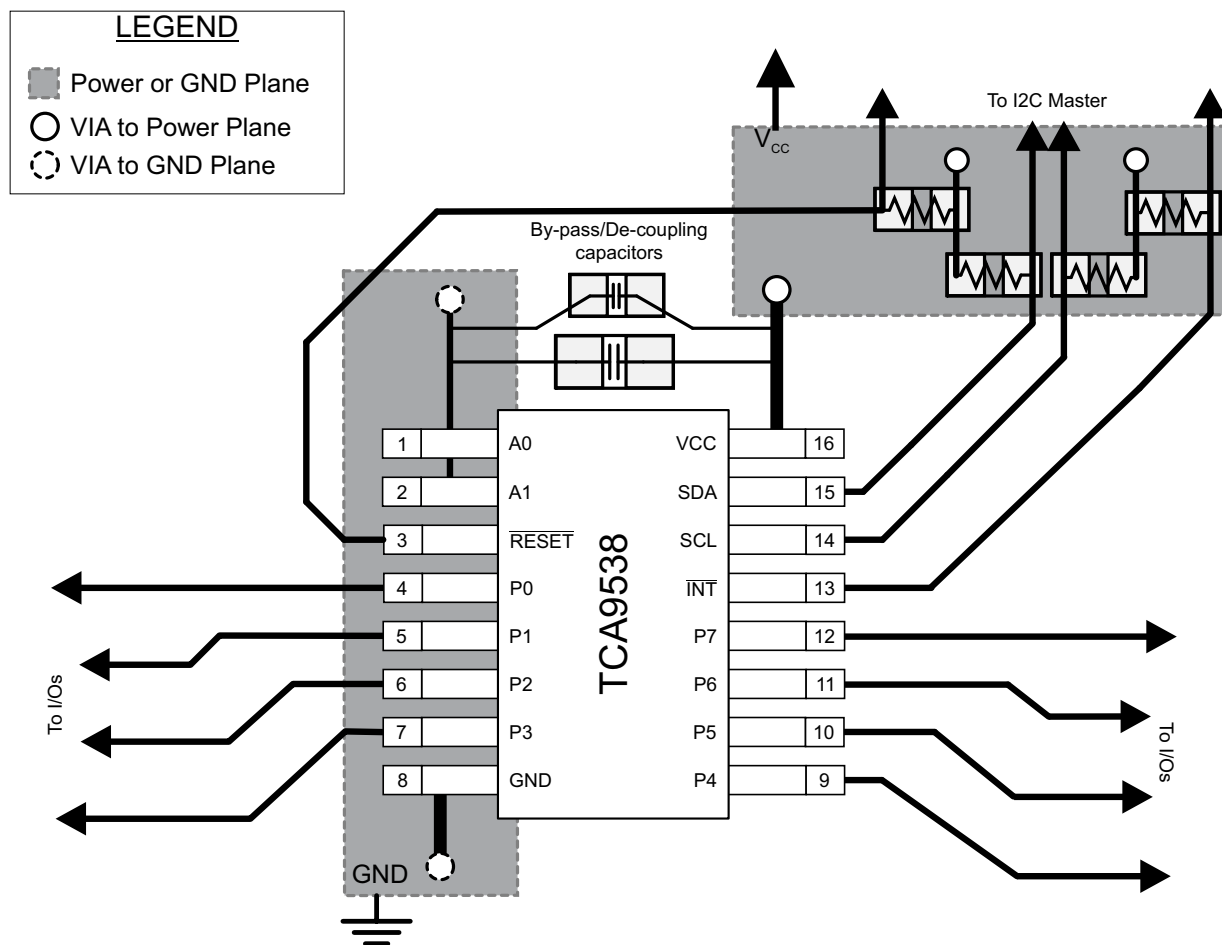 LEGEND
Power or GND Plane
VIA to Power Plane
VIA to GND Plane
To I2C Master
VCC
By-pass/De-coupling
capacitors
1 A0
2 A1
3 RESET
4 P0
5 P1
6 P2
7 P3
8 GND
TCA9538
VCC 16
SDA 15
SCL 14
INT 13
P7 12
P6 11
P5 10
P4 9
To I/Os
To I/Os
GND